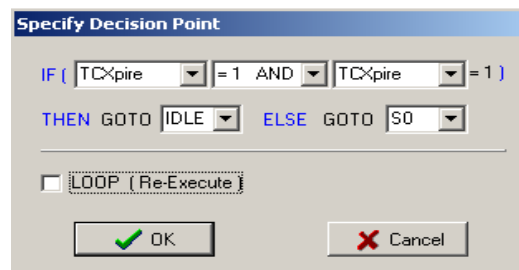 Specify Decision Point
IF ( TCXpire = 1 AND TCXpire = 1 )
THEN GOTO IDLE ELSE GOTO S0
LOOP ( Re-Execute )
OK Cancel